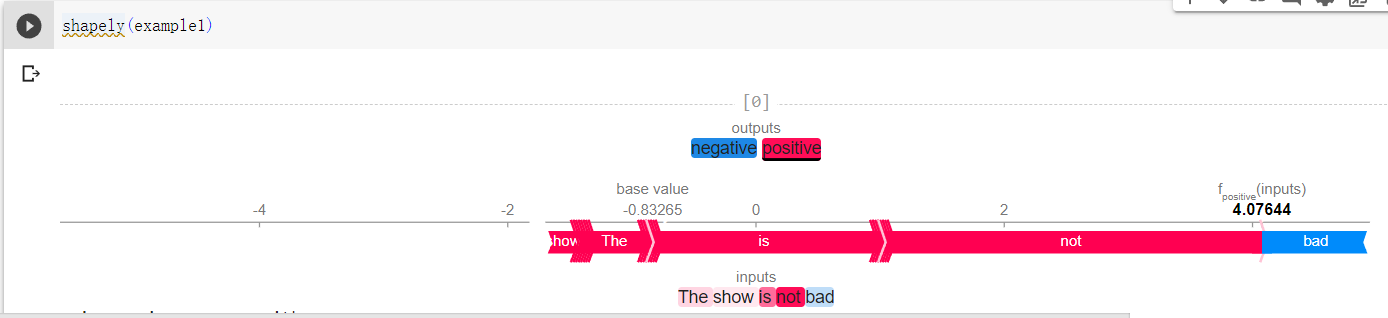 shapely(example1)
[0]
outputs
negative positive
base value f positive(inputs)
-4 -2 -0.83265 0 2 4.07644
show The is not bad
inputs
The show is not bad